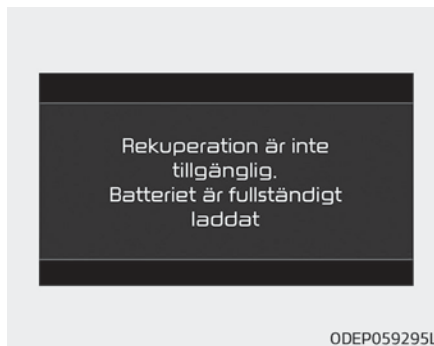 Rekuperation är inte
tillgänglig.
Batteriet är fullständigt
laddat
ODEP059295L